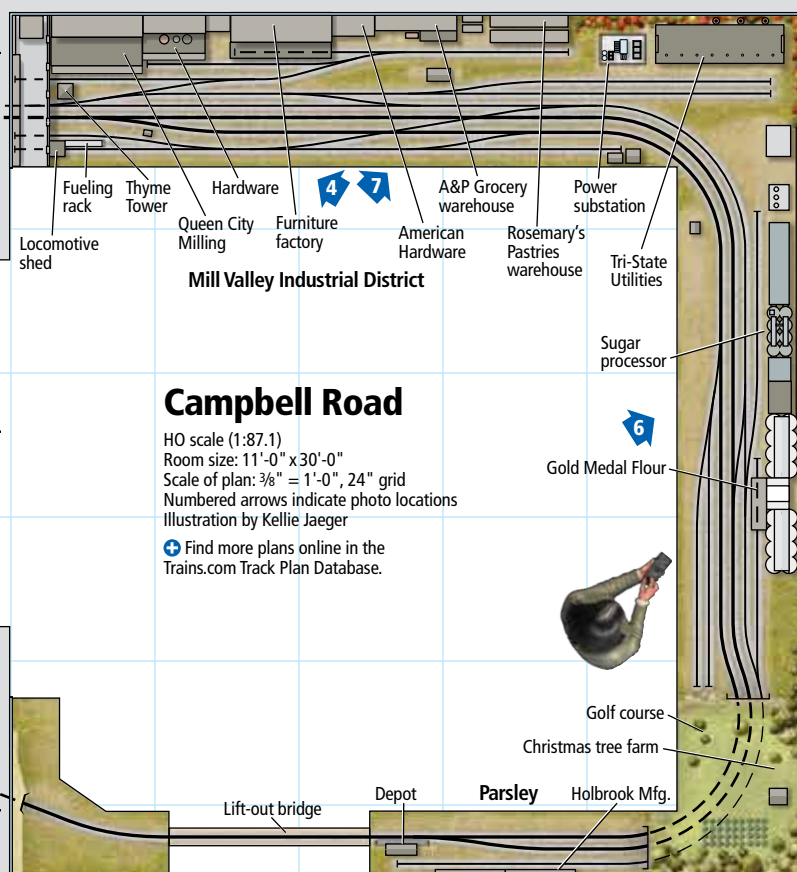 Fueling
rack
Thyme
Tower
Hardware
Queen City
Milling
Furniture
factory
4
7
American
Hardware
A&P Grocery
warehouse
Rosemary's
Pastries
warehouse
Power
substation
Tri-State
Utilities
Locomotive
shed
Mill Valley Industrial District
Sugar
processor
Campbell Road
HO scale (1:87.1)
Room size: 11'-0" x 30'-0"
Scale of plan: ⅜" = 1'-0", 24" grid
Numbered arrows indicate photo locations
Illustration by Kellie Jaeger
Find more plans online in the
Trains.com Track Plan Database.
6
Gold Medal Flour
Golf course
Christmas tree farm
Lift-out bridge
Depot
Parsley
Holbrook Mfg.